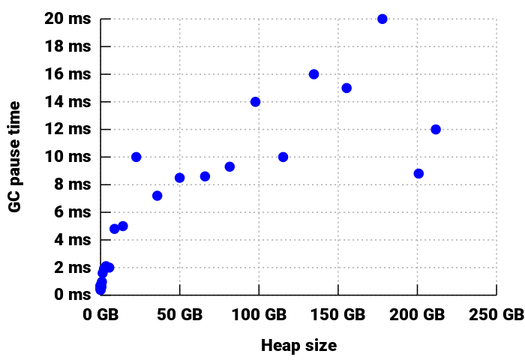 20 ms
18 ms
16 ms
14 ms
12 ms
10 ms
8 ms
6 ms
4 ms
2 ms
0 ms
GC pause time
0 GB 50 GB 100 GB 150 GB 200 GB 250 GB
Heap size